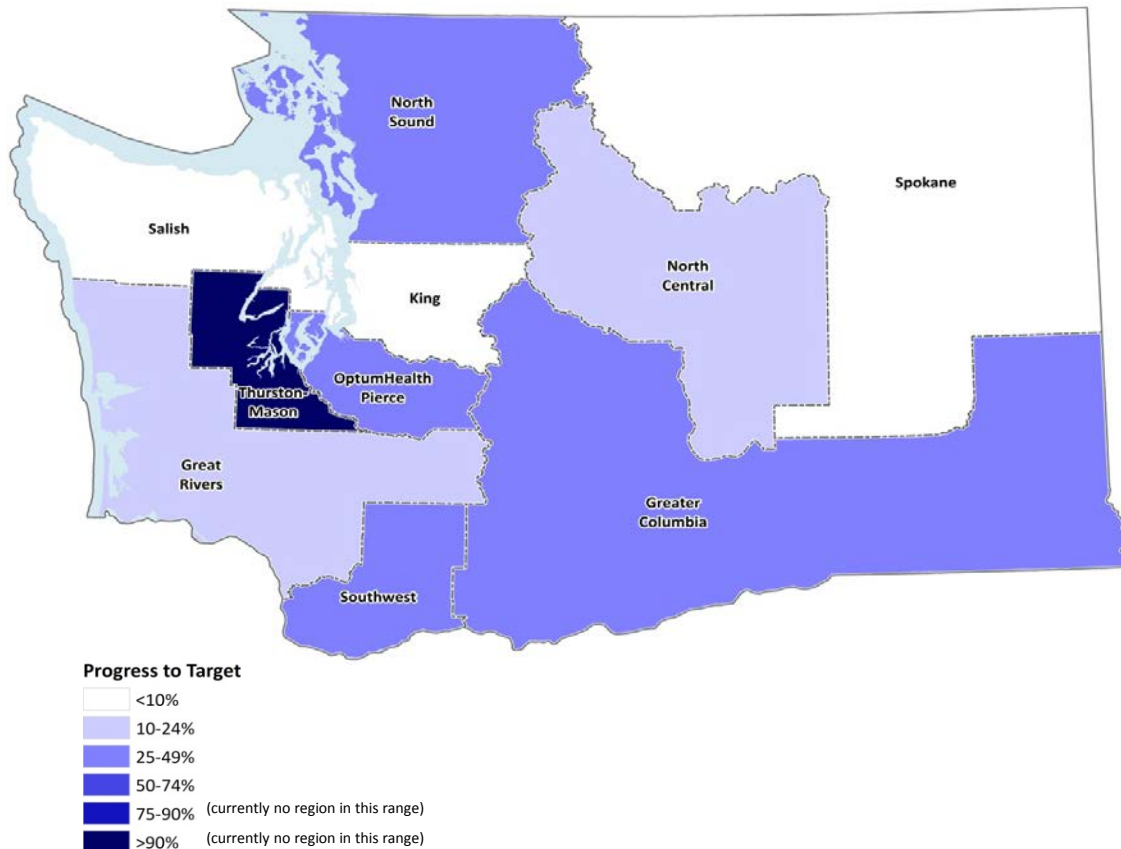 North
Sound
Spokane
Salish
North
Central
King
OptumHealth
Pierce
Thurston-
Mason
Great
Rivers
Greater
Columbia
Southwest
Progress to Target
<10%
10-24%
25-49%
50-74%
75-90% (currently no region in this range)
>90% (currently no region in this range)